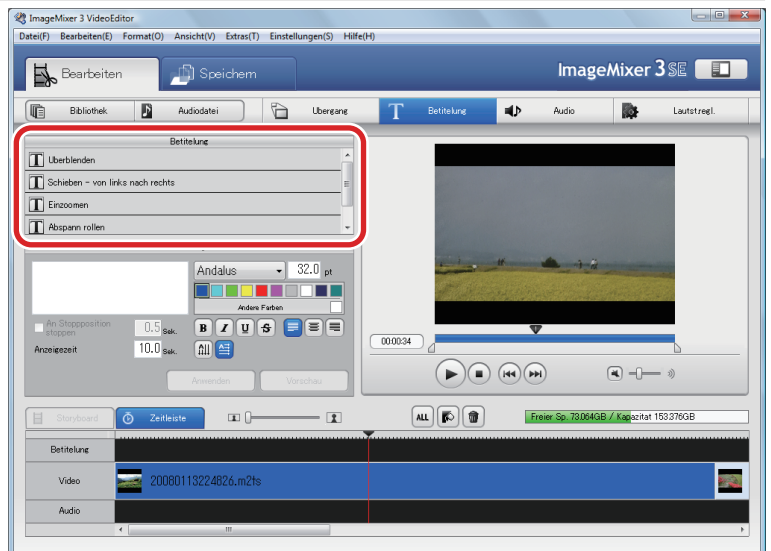 ImageMixer 3 VideoEditor
Datei(F) Bearbeiten(E) Format(O) Ansicht(V) Extras(T) Einstellungen(S) Hilfe(H)
Bearbeiten Speichern ImageMixer 3 SE
Bibliothek Audiodatei Ubergang T Betitelung Audio Lautstregl.
Betitelung
T Uberblenden
T Schieben - von links nach rechts
T Einzoomen
T Abspann rollen
Andalus 32.0 pt
Andere Farben
An Stoppposition stoppen 0.5 Sek. B I U S
Anzeigezeit 10.0 Sek.
00:00:34
Anwenden Vorschau
Storyboard Zeitleiste ALL Freier Sp. 73.064GB / Kapazitat 153.376GB
Betitelung
Video 20080113224826.m2ts
Audio